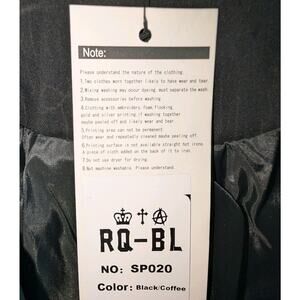 Note:
Please understand the nature of the clothing.
1.Two clothes worn together likely to have wear and tear.
2.Mixing washing may occur dyeing, must separate the wash.
3.Remove accessories before washing
4.Clothing with embroidery, foam, flocking,
gold and silver printing if washing together
maybe peeled off and likely wear and tear
5.Printing area can not be permanent.
Often wear and repeatedly cleaned maybe peeling off.
6.Printing surface is not available straight hot irons
A piece of cloth added on the back of it to iron.
7.Do not use dryer for drying.
8.Not machine washable. Please understand.
RQ-BL
NO: SP020
Color: Black/Coffee